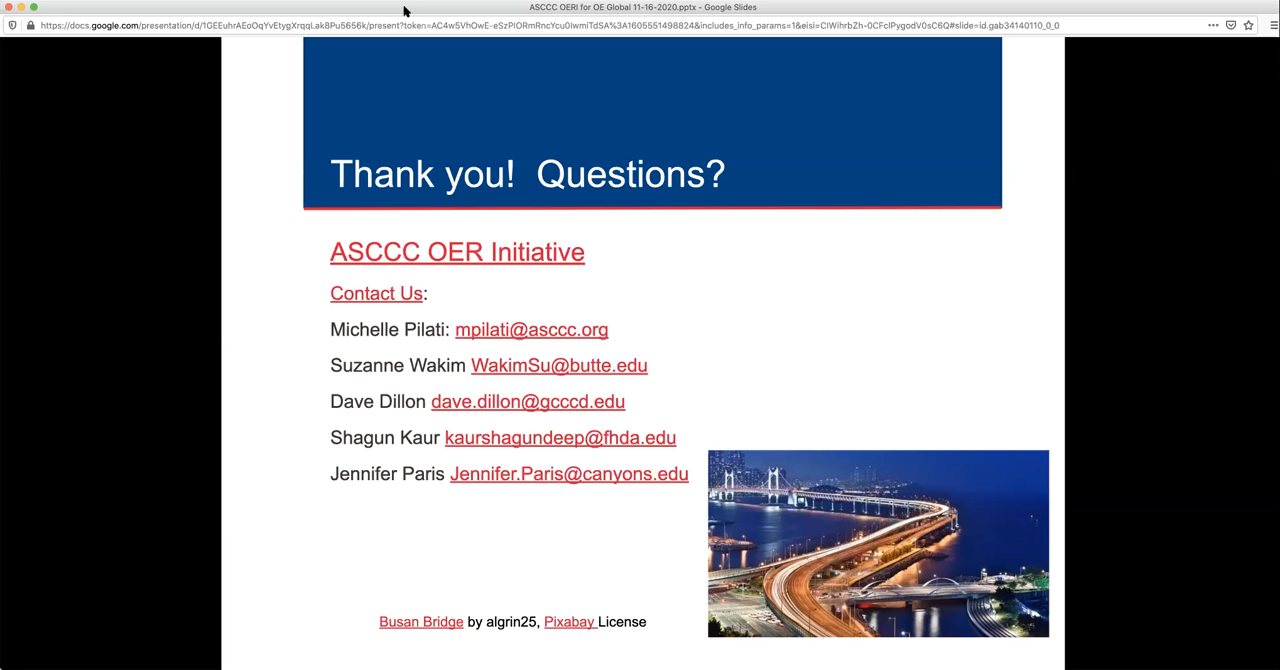 ASCCC OERI for OE Global 11-16-2020.pptx - Google Slides
Thank you!  Questions?
ASCCC OER Initiative
Contact Us:
Michelle Pilati: mpilati@asccc.org
Suzanne Wakim WakimSu@butte.edu
Dave Dillon dave.dillon@gcccd.edu
Shagun Kaur kaurshagundeep@fhda.edu
Jennifer Paris Jennifer.Paris@canyons.edu
Busan Bridge by algrin25, Pixabay License